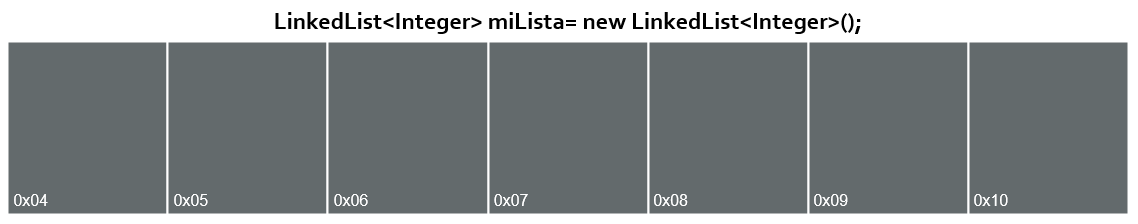 LinkedList<Integer> miLista= new LinkedList<Integer>();
0x04 0x05 0x06 0x07 0x08 0x09 0x10